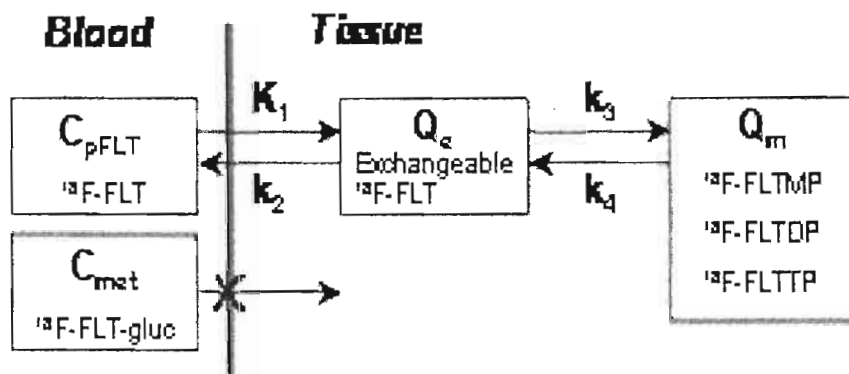 Blood
Tissue
CpFLT
¹⁸F-FLT
K₁
k₂
Qe
Exchangeable
¹⁸F-FLT
k₃
k₄
Qm
¹⁸F-FLTMP
¹⁸F-FLTDP
¹⁸F-FLTTP
Cmet
¹⁸F-FLT-gluc